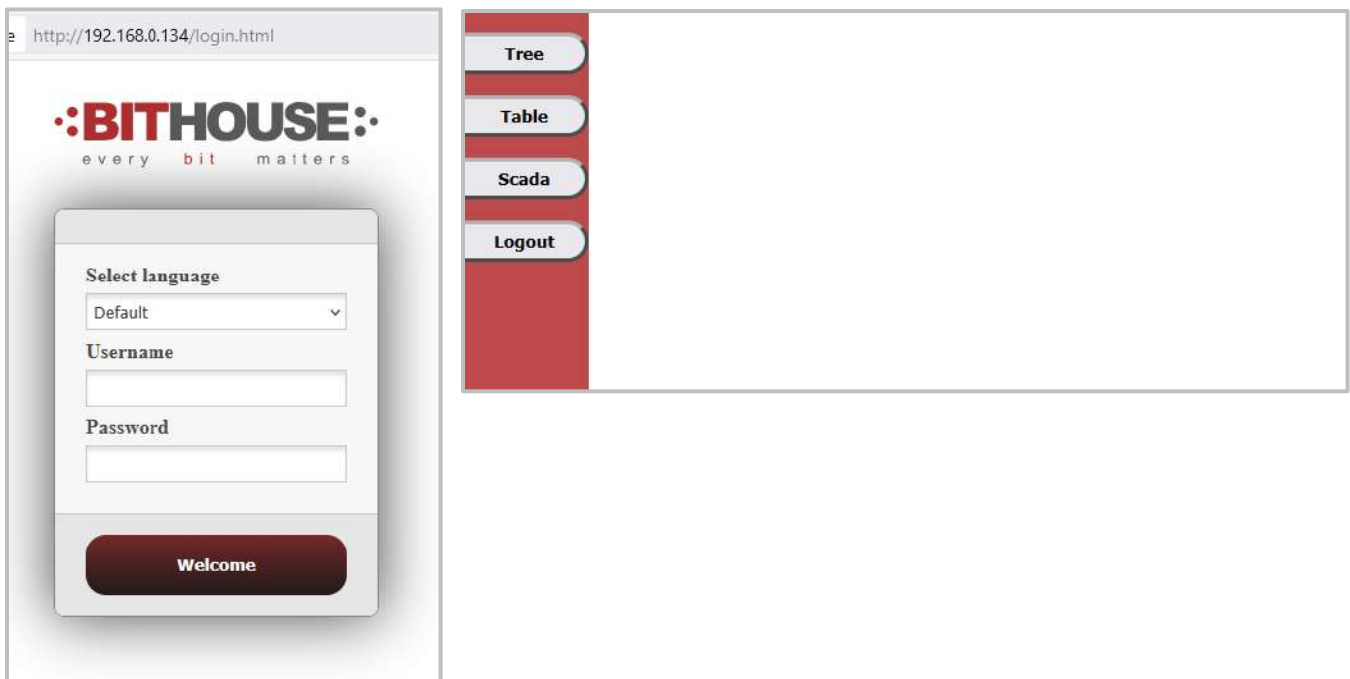 http://192.168.0.134/login.html
BITHOUSE
every bit matters
Select language
Default
Username
Password
Welcome
Tree
Table
Scada
Logout